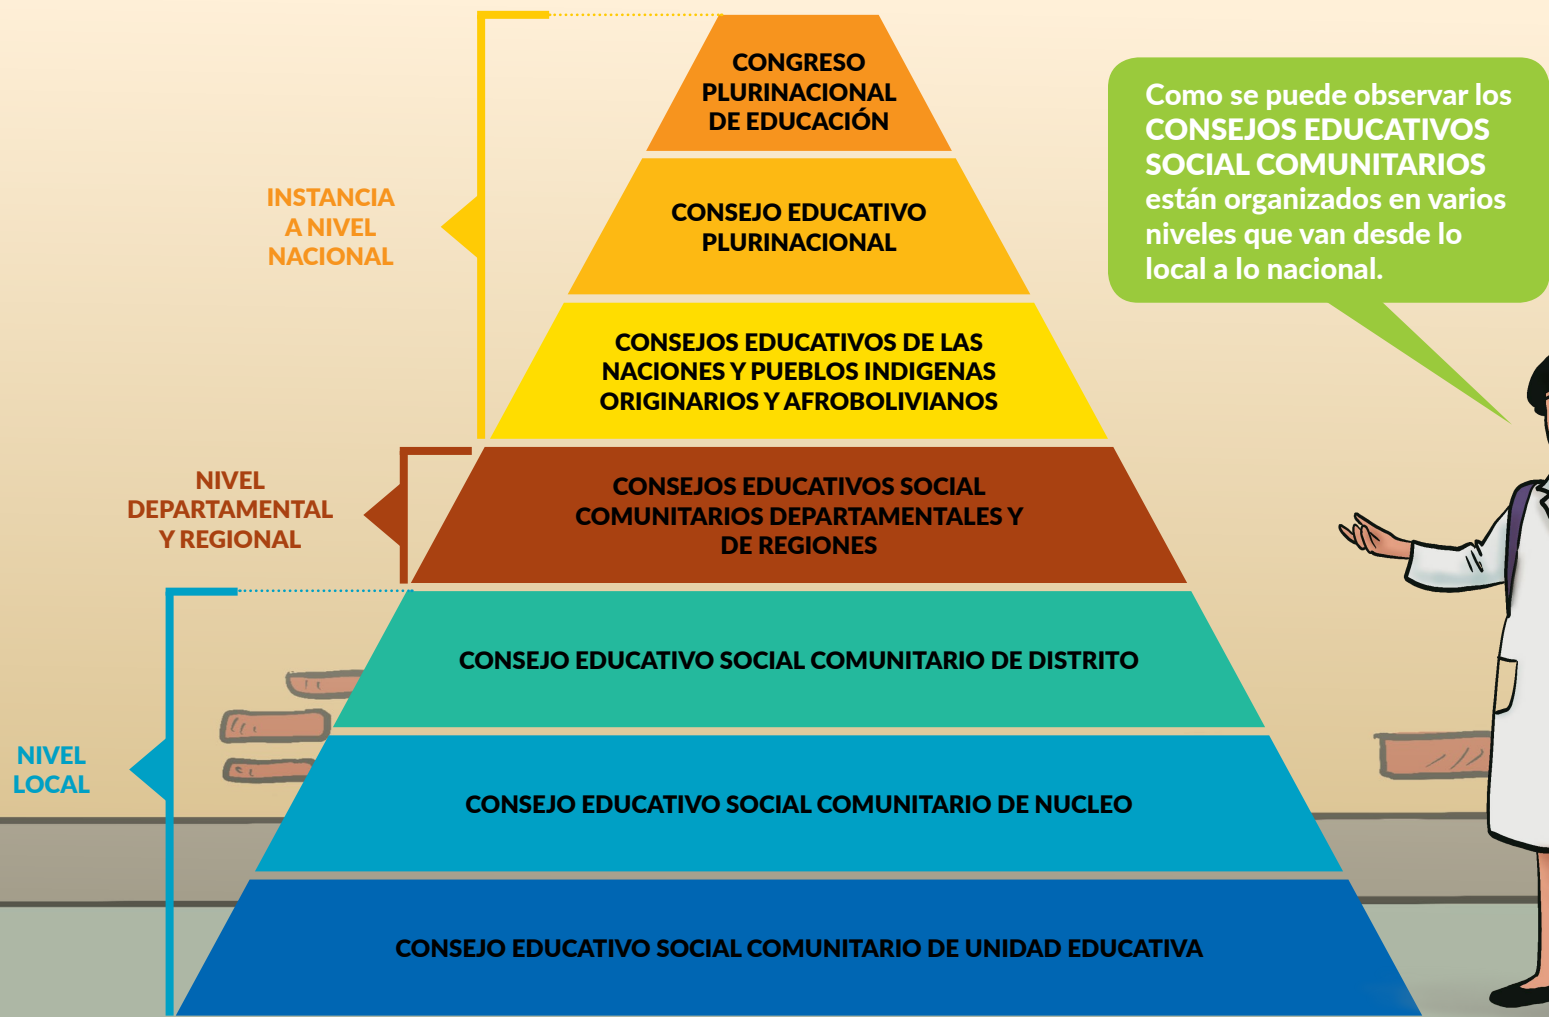 CONGRESO
PLURINACIONAL
DE EDUCACIÓN
Como se puede observar los
CONSEJOS EDUCATIVOS
SOCIAL COMUNITARIOS
están organizados en varios
niveles que van desde lo
local a lo nacional.
INSTANCIA
A NIVEL
NACIONAL
CONSEJO EDUCATIVO
PLURINACIONAL
CONSEJOS EDUCATIVOS DE LAS
NACIONES Y PUEBLOS INDIGENAS
ORIGINARIOS Y AFROBOLIVIANOS
NIVEL
DEPARTAMENTAL
Y REGIONAL
CONSEJOS EDUCATIVOS SOCIAL
COMUNITARIOS DEPARTAMENTALES Y
DE REGIONES
CONSEJO EDUCATIVO SOCIAL COMUNITARIO DE DISTRITO
NIVEL
LOCAL
CONSEJO EDUCATIVO SOCIAL COMUNITARIO DE NUCLEO
CONSEJO EDUCATIVO SOCIAL COMUNITARIO DE UNIDAD EDUCATIVA